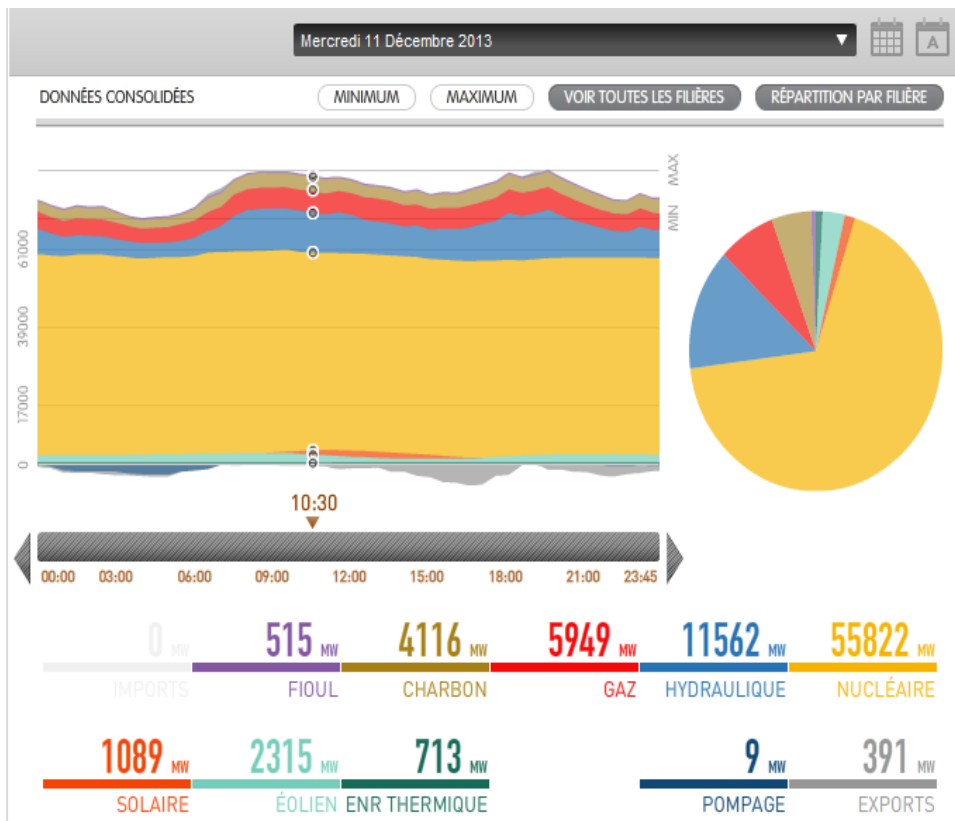 Mercredi 11 Décembre 2013
A
DONNÉES CONSOLIDÉES MINIMUM MAXIMUM VOIR TOUTES LES FILIÈRES RÉPARTITION PAR FILIÈRE
MAX
MIN
61000
39000
17000
0
10:30
00:00 03:00 06:00 09:00 12:00 15:00 18:00 21:00 23:45
0 MW 515 MW 4116 MW 5949 MW 11562 MW 55822 MW
IMPORTS FIOUL CHARBON GAZ HYDRAULIQUE NUCLÉAIRE
1089 MW 2315 MW 713 MW 9 MW 391 MW
SOLAIRE ÉOLIEN ENR THERMIQUE POMPAGE EXPORTS